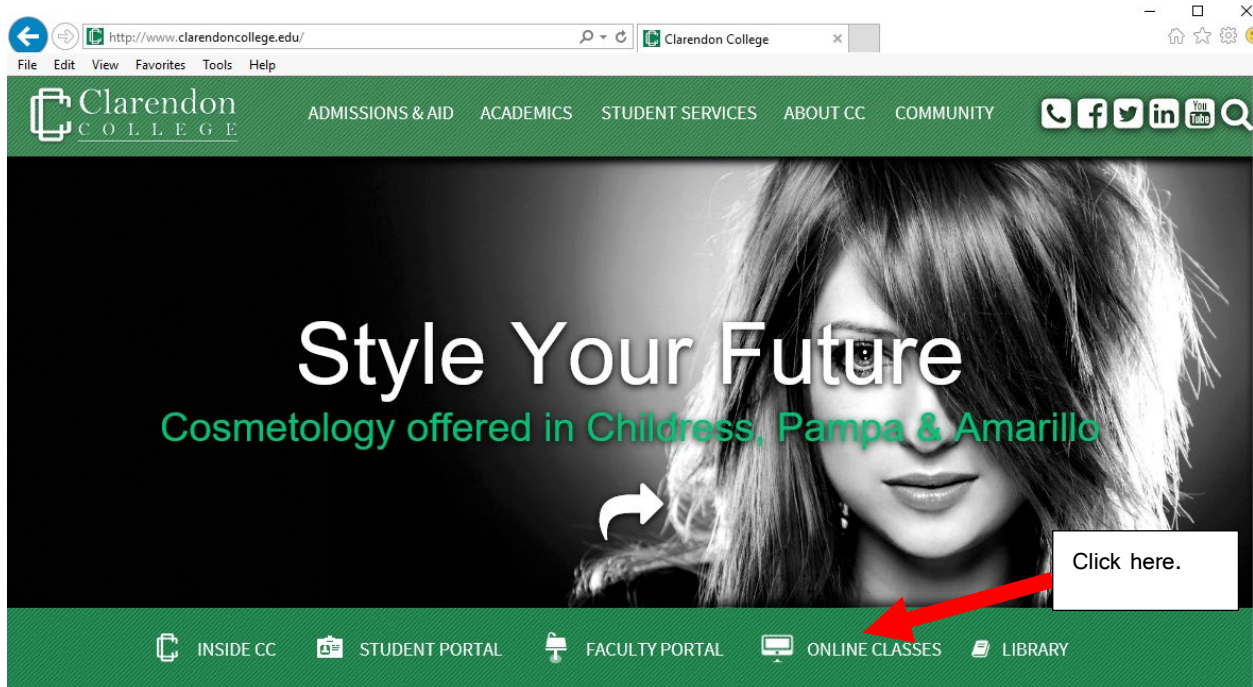 http://www.clarendoncollege.edu/
Clarendon College
File Edit View Favorites Tools Help
Clarendon
COLLEGE
ADMISSIONS & AID ACADEMICS STUDENT SERVICES ABOUT CC COMMUNITY
You
Tube
Style Your Future
Cosmetology offered in Childress, Pampa & Amarillo
Click here.
INSIDE CC STUDENT PORTAL FACULTY PORTAL ONLINE CLASSES LIBRARY